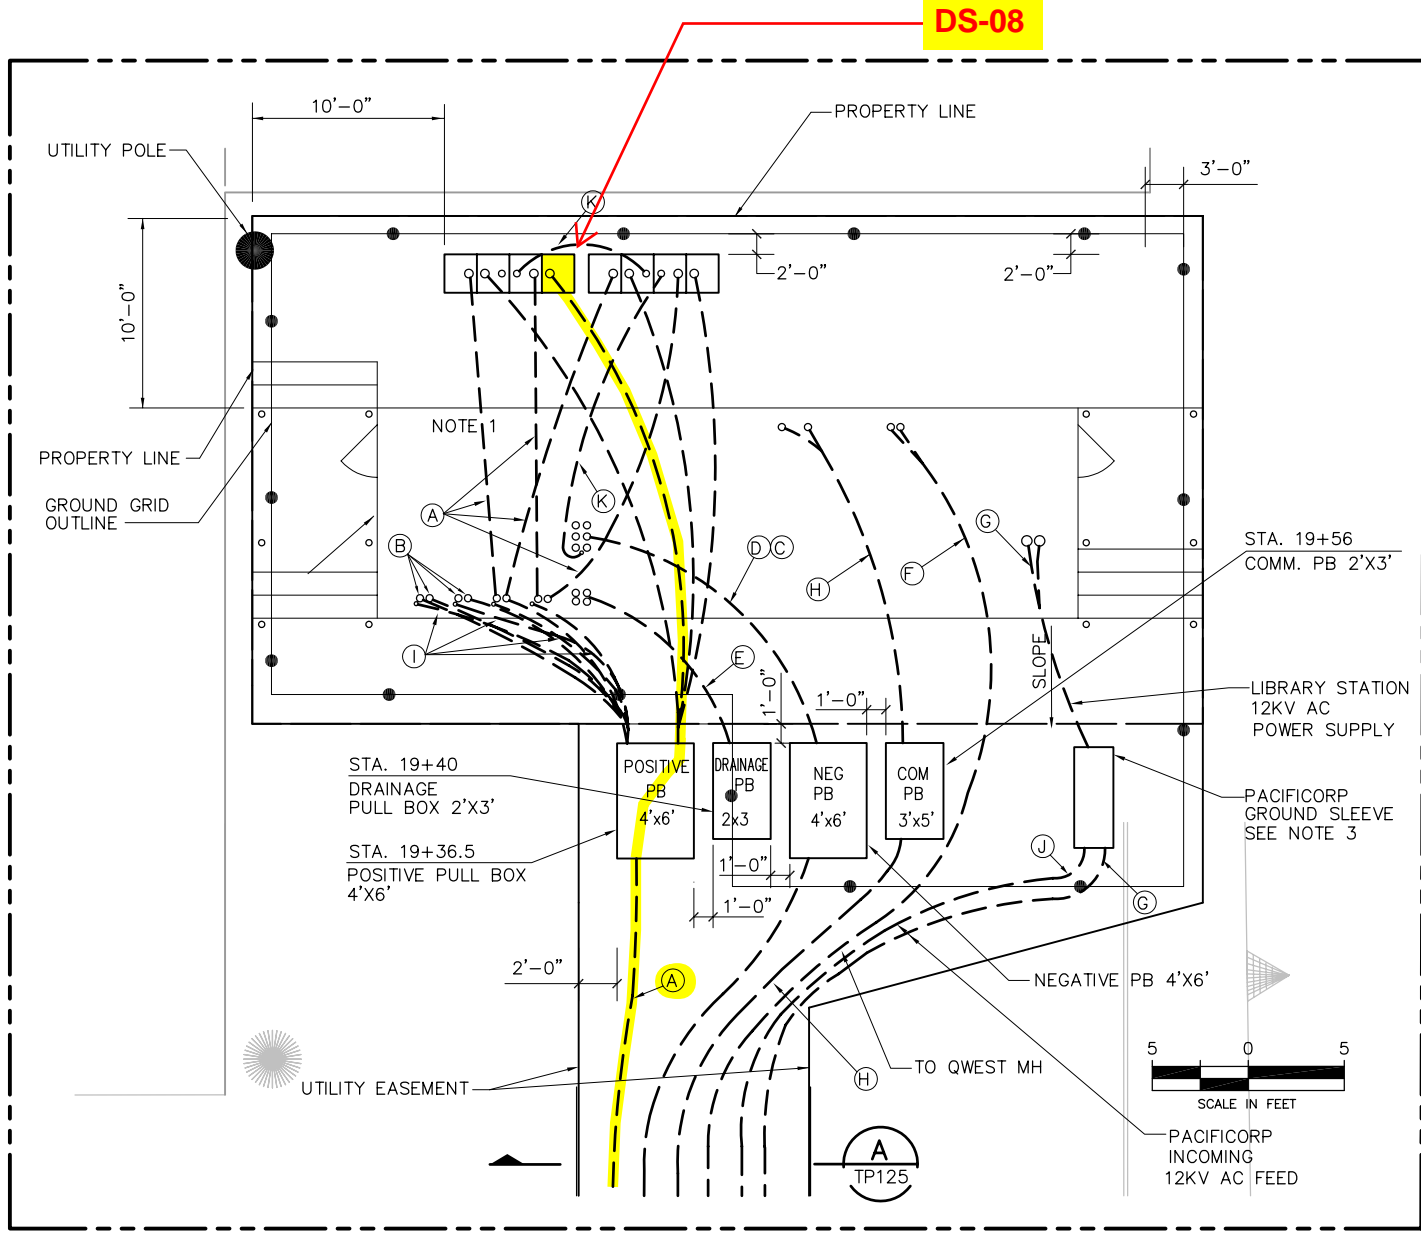 DS-08
10'-0"
PROPERTY LINE
UTILITY POLE
3'-0"
K
2'-0"
2'-0"
10'-0"
NOTE 1
PROPERTY LINE
GROUND GRID
OUTLINE
K
A
B
D C
G
H
F
STA. 19+56
COMM. PB 2'X3'
I
E
SLOPE
1'-0"
1'-0"
LIBRARY STATION
12KV AC
POWER SUPPLY
STA. 19+40
DRAINAGE
PULL BOX 2'X3'
POSITIVE
PB
4'x6'
DRAINAGE
PB
2x3
NEG
PB
4'x6'
COM
PB
3'x5'
PACIFICORP
GROUND SLEEVE
SEE NOTE 3
STA. 19+36.5
POSITIVE PULL BOX
4'X6'
J
1'-0"
1'-0"
G
2'-0"
A
NEGATIVE PB 4'X6'
5 0 5
SCALE IN FEET
TO QWEST MH
H
UTILITY EASEMENT
PACIFICORP
INCOMING
12KV AC FEED
A
TP125